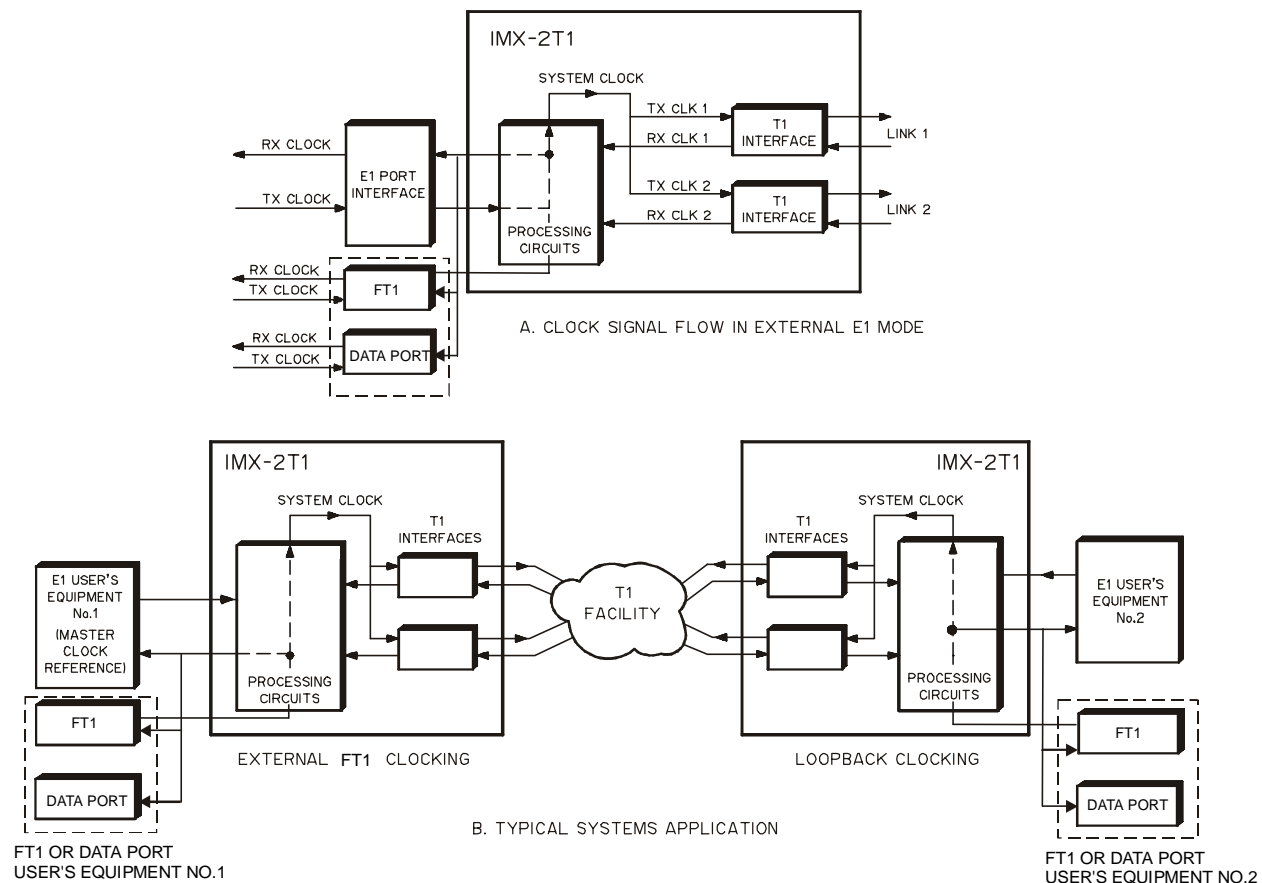 IMX-2T1
SYSTEM CLOCK
TX CLK 1
T1
INTERFACE
LINK 1
RX CLK 1
RX CLOCK
E1 PORT
INTERFACE
TX CLOCK
TX CLK 2
T1
INTERFACE
LINK 2
RX CLK 2
PROCESSING
CIRCUITS
RX CLOCK
FT1
TX CLOCK
RX CLOCK
DATA PORT
TX CLOCK
A. CLOCK SIGNAL FLOW IN EXTERNAL E1 MODE
IMX-2T1
SYSTEM CLOCK
T1
INTERFACES
E1 USER'S
EQUIPMENT
No.1
(MASTER
CLOCK
REFERENCE)
PROCESSING
CIRCUITS
FT1
DATA PORT
EXTERNAL FT1 CLOCKING
FT1 OR DATA PORT
USER'S EQUIPMENT NO.1
T1
FACILITY
IMX-2T1
SYSTEM CLOCK
T1
INTERFACES
E1 USER'S
EQUIPMENT
No.2
PROCESSING
CIRCUITS
FT1
DATA PORT
LOOPBACK CLOCKING
FT1 OR DATA PORT
USER'S EQUIPMENT NO.2
B. TYPICAL SYSTEMS APPLICATION